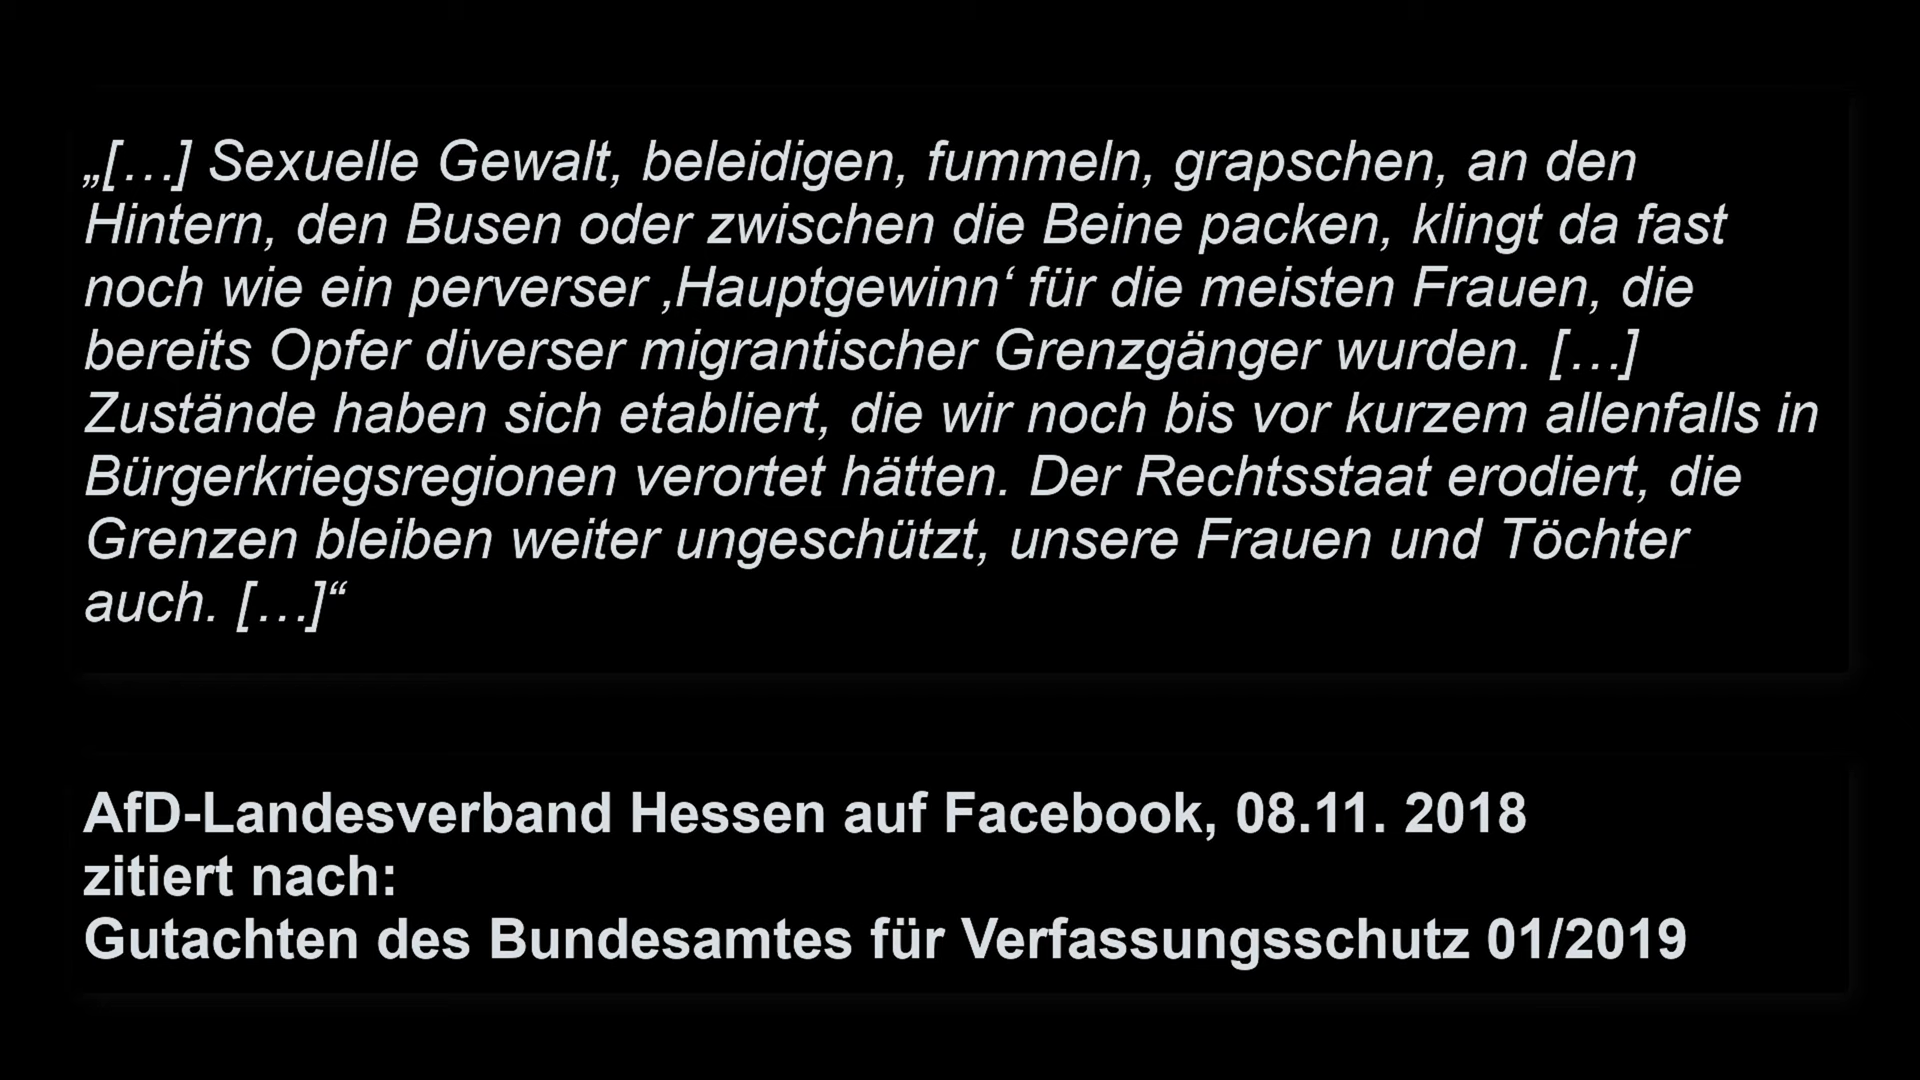 „[…] Sexuelle Gewalt, beleidigen, fummeln, grapschen, an den
Hintern, den Busen oder zwischen die Beine packen, klingt da fast
noch wie ein perverser ‚Hauptgewinn‘ für die meisten Frauen, die
bereits Opfer diverser migrantischer Grenzgänger wurden. […]
Zustände haben sich etabliert, die wir noch bis vor kurzem allenfalls in
Bürgerkriegsregionen verortet hätten. Der Rechtsstaat erodiert, die
Grenzen bleiben weiter ungeschützt, unsere Frauen und Töchter
auch. […]“
AfD-Landesverband Hessen auf Facebook, 08.11. 2018
zitiert nach:
Gutachten des Bundesamtes für Verfassungsschutz 01/2019